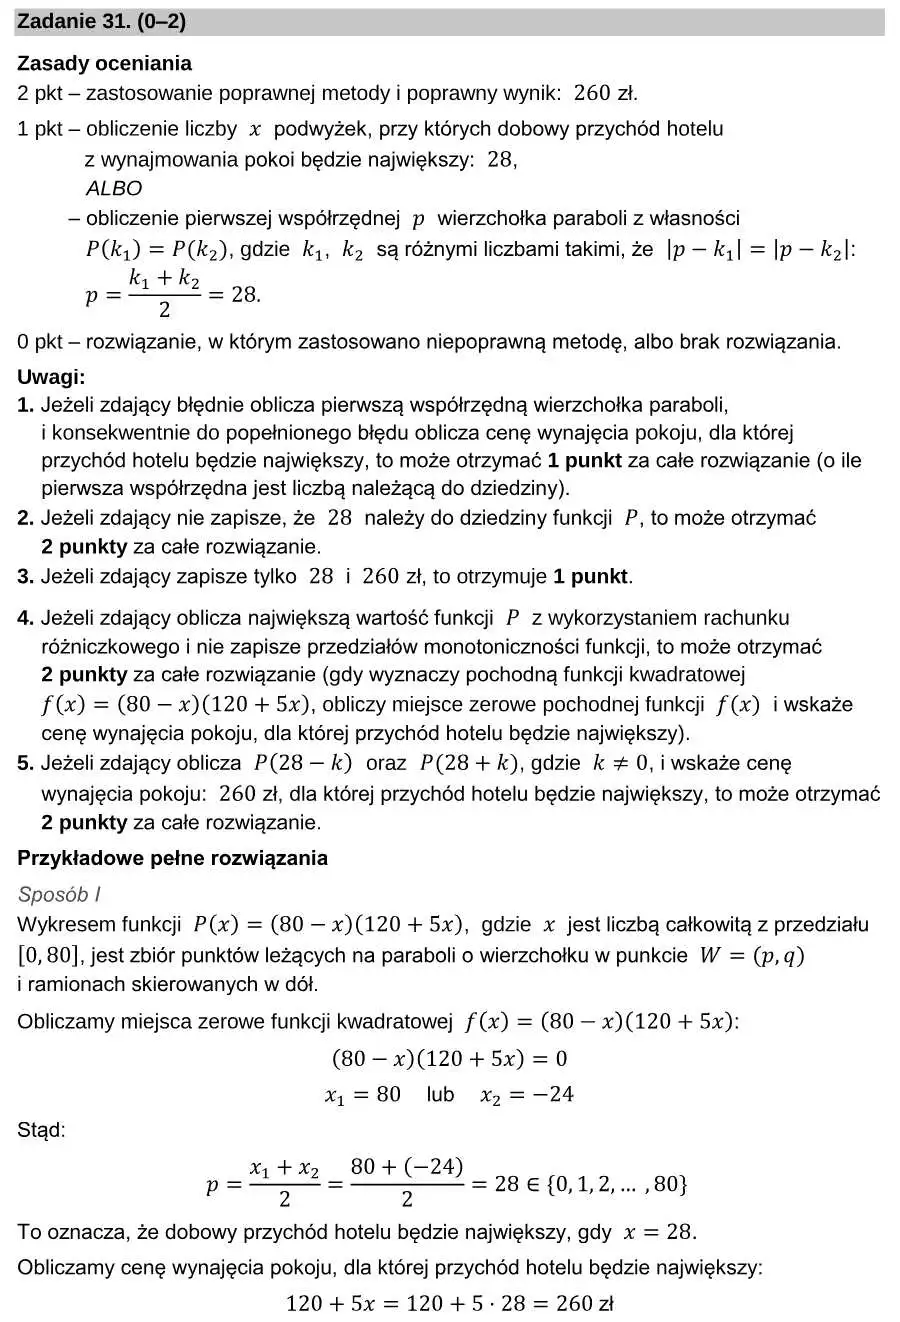 Zadanie 31. (0–2)
Zasady oceniania
2 pkt – zastosowanie poprawnej metody i poprawny wynik: 260 zł.
1 pkt – obliczenie liczby x podwyżek, przy których dobowy przychód hotelu
z wynajmowania pokoi będzie największy: 28,
ALBO
– obliczenie pierwszej współrzędnej p wierzchołka paraboli z własności
P(k₁) = P(k₂), gdzie k₁, k₂ są różnymi liczbami takimi, że |p − k₁| = |p − k₂|:
p = (k₁ + k₂)/2 = 28.
0 pkt – rozwiązanie, w którym zastosowano niepoprawną metodę, albo brak rozwiązania.
Uwagi:
1. Jeżeli zdający błędnie oblicza pierwszą współrzędną wierzchołka paraboli,
i konsekwentnie do popełnionego błędu oblicza cenę wynajęcia pokoju, dla której
przychód hotelu będzie największy, to może otrzymać 1 punkt za całe rozwiązanie (o ile
pierwsza współrzędna jest liczbą należącą do dziedziny).
2. Jeżeli zdający nie zapisze, że 28 należy do dziedziny funkcji P, to może otrzymać
2 punkty za całe rozwiązanie.
3. Jeżeli zdający zapisze tylko 28 i 260 zł, to otrzymuje 1 punkt.
4. Jeżeli zdający oblicza największą wartość funkcji P z wykorzystaniem rachunku
różniczkowego i nie zapisze przedziałów monotoniczności funkcji, to może otrzymać
2 punkty za całe rozwiązanie (gdy wyznaczy pochodną funkcji kwadratowej
f(x) = (80 − x)(120 + 5x), obliczy miejsce zerowe pochodnej funkcji f(x) i wskaże
cenę wynajęcia pokoju, dla której przychód hotelu będzie największy).
5. Jeżeli zdający oblicza P(28 − k) oraz P(28 + k), gdzie k ≠ 0, i wskaże cenę
wynajęcia pokoju: 260 zł, dla której przychód hotelu będzie największy, to może otrzymać
2 punkty za całe rozwiązanie.
Przykładowe pełne rozwiązania
Sposób I
Wykresem funkcji P(x) = (80 − x)(120 + 5x), gdzie x jest liczbą całkowitą z przedziału
[0, 80], jest zbiór punktów leżących na paraboli o wierzchołku w punkcie W = (p, q)
i ramionach skierowanych w dół.
Obliczamy miejsca zerowe funkcji kwadratowej f(x) = (80 − x)(120 + 5x):
(80 − x)(120 + 5x) = 0
x₁ = 80 lub x₂ = −24
Stąd:
p = (x₁ + x₂)/2 = (80 + (−24))/2 = 28 ∈ {0, 1, 2, … , 80}
To oznacza, że dobowy przychód hotelu będzie największy, gdy x = 28.
Obliczamy cenę wynajęcia pokoju, dla której przychód hotelu będzie największy:
120 + 5x = 120 + 5 · 28 = 260 zł